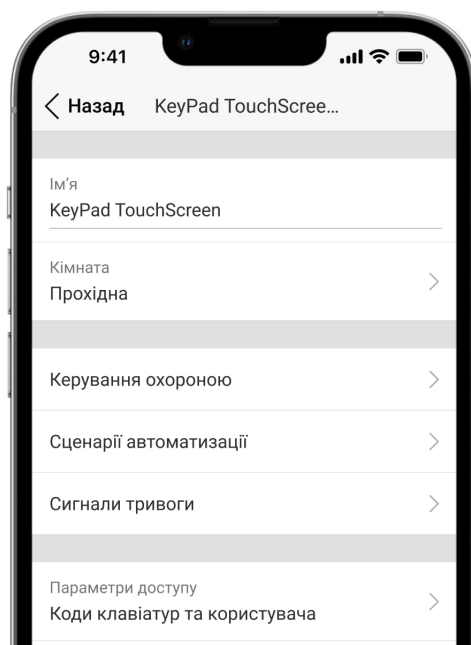 9:41
Назад
KeyPad TouchScree...
Ім'я
KeyPad TouchScreen
Кімната
Прохідна
Керування охороною
Сценарії автоматизації
Сигнали тривоги
Параметри доступу
Коди клавіатур та користувача